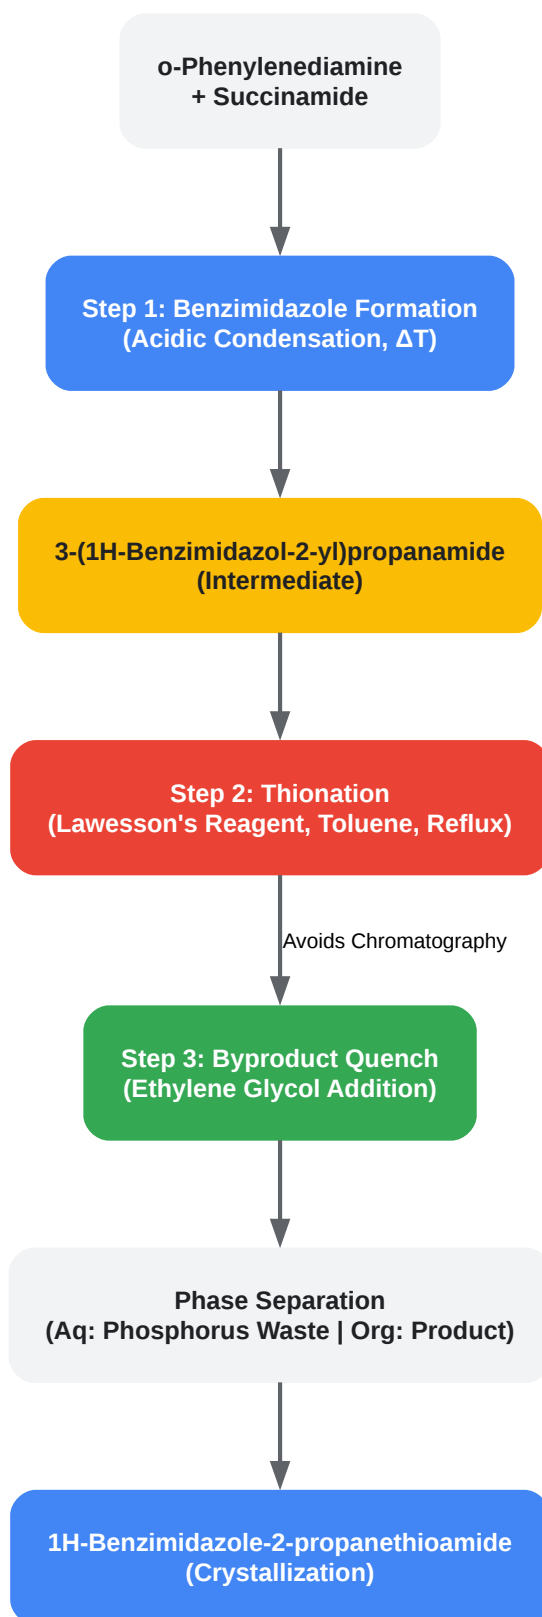 o-Phenylenediamine
+ Succinamide
Step 1: Benzimidazole Formation
(Acidic Condensation, ΔT)
3-(1H-Benzimidazol-2-yl)propanamide
(Intermediate)
Step 2: Thionation
(Lawesson's Reagent, Toluene, Reflux)
Avoids Chromatography
Step 3: Byproduct Quench
(Ethylene Glycol Addition)
Phase Separation
(Aq: Phosphorus Waste | Org: Product)
1H-Benzimidazole-2-propanethioamide
(Crystallization)